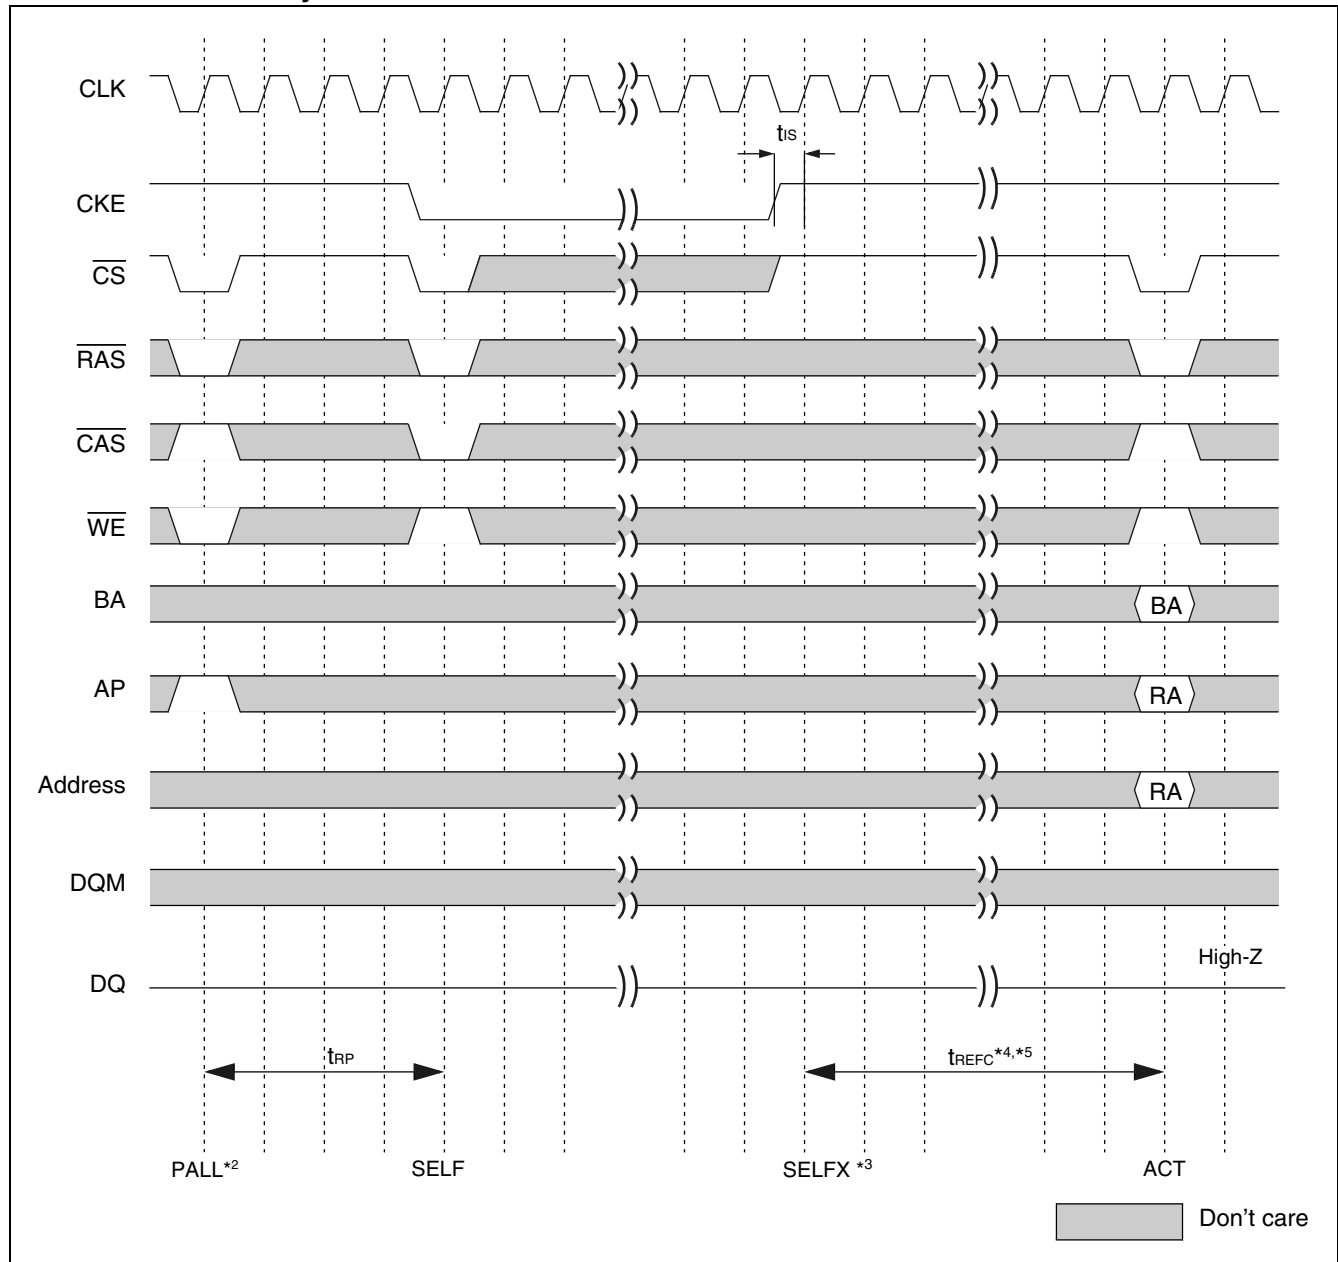 CLK
tIS
CKE
CS
RAS
CAS
WE
BA
BA
AP
RA
Address
RA
DQM
High-Z
DQ
tRP
tREFC*4,*5
PALL*2
SELF
SELFX *3
ACT
Don't care